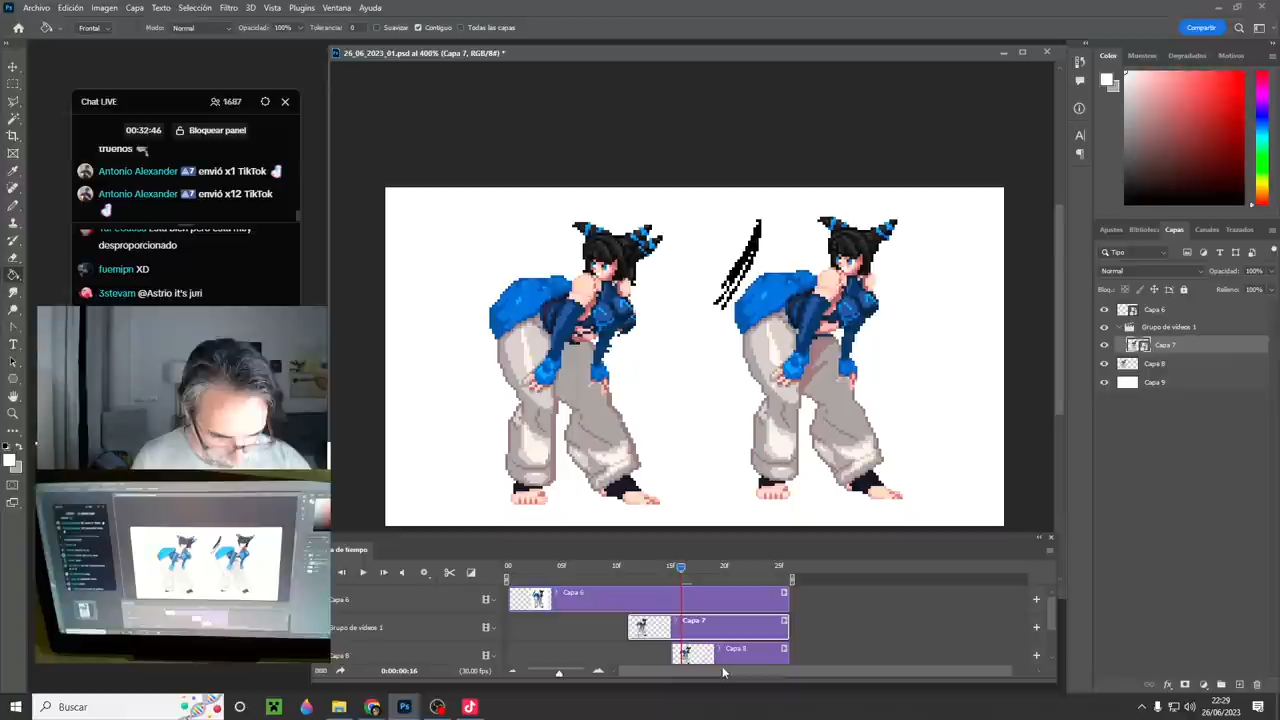 Archivo Edición Imagen Capa Texto Selección Filtro 3D Vista Plugins Ventana Ayuda
Frontal Modo: Normal Opacidad: 100% Tolerancia: 0 Suavizar Contiguo Todas las capas Compartir
26_06_2023_01.psd al 400% (Capa 7, RGB/8#) *
Chat LIVE 1687
00:32:46 Bloquear panel
truenos
Antonio Alexander 7 envió x1 TikTok
Antonio Alexander 7 envió x12 TikTok
desproporcionado
fuemipn XD
3stevam @Astrio it's juri
Color Muestras Degradados Motivos
Ajustes Biblioteca Capas Canales Trazados
Tipo
Normal Opacidad: 100%
Bloq.: Relleno: 100%
Capa 6
Grupo de vídeos 1
Capa 7
Capa 8
Capa 9
a de tiempo
00 05f 10f 15f 20f 25f
Capa 6 Capa 6
Grupo de vídeos 1 Capa 7
Capa 8 Capa 8
0:00:00:16 (30,00 fps)
Buscar
22:29
26/06/2023